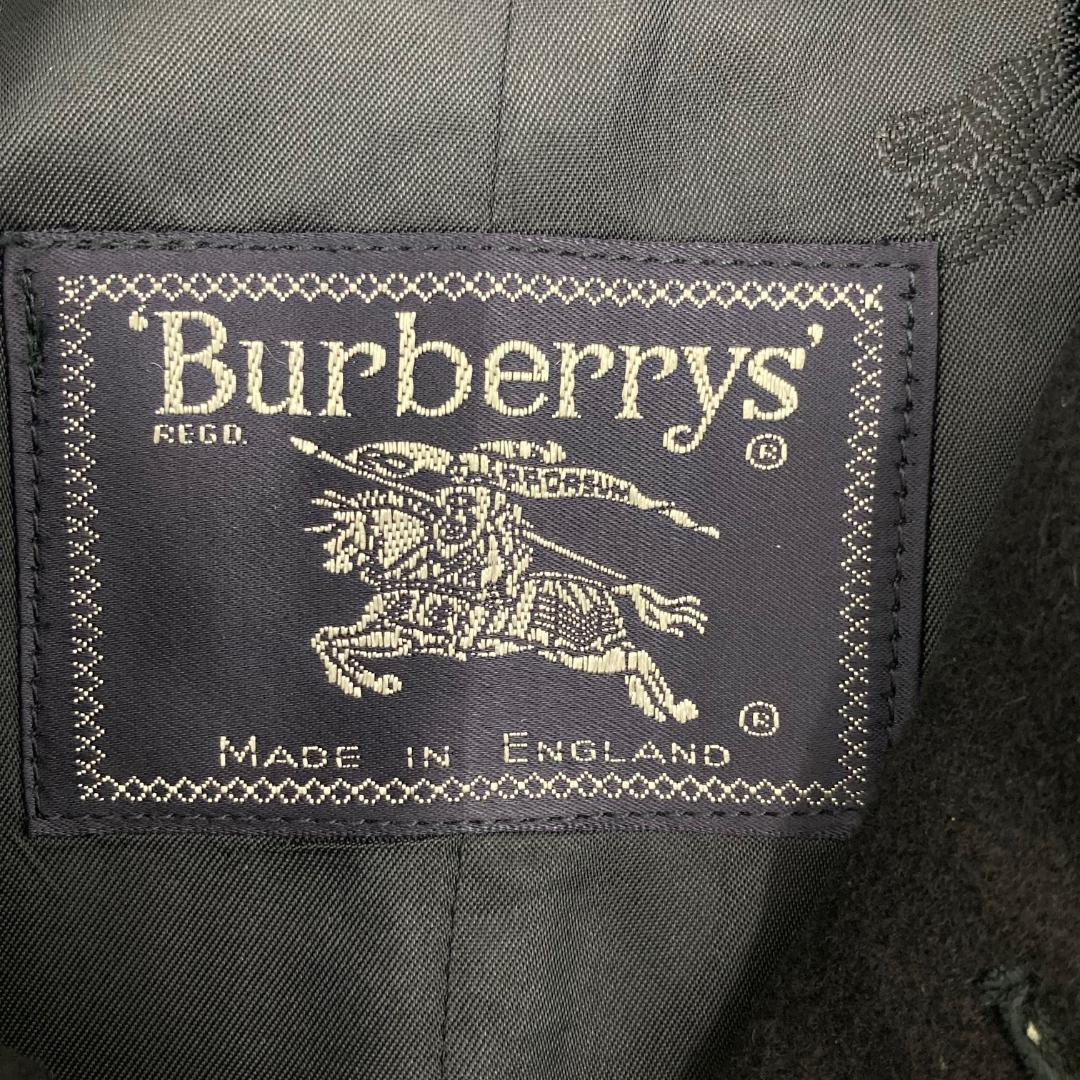 'Burberrys'
REGD. ®
PRORSUM
®
MADE IN ENGLAND